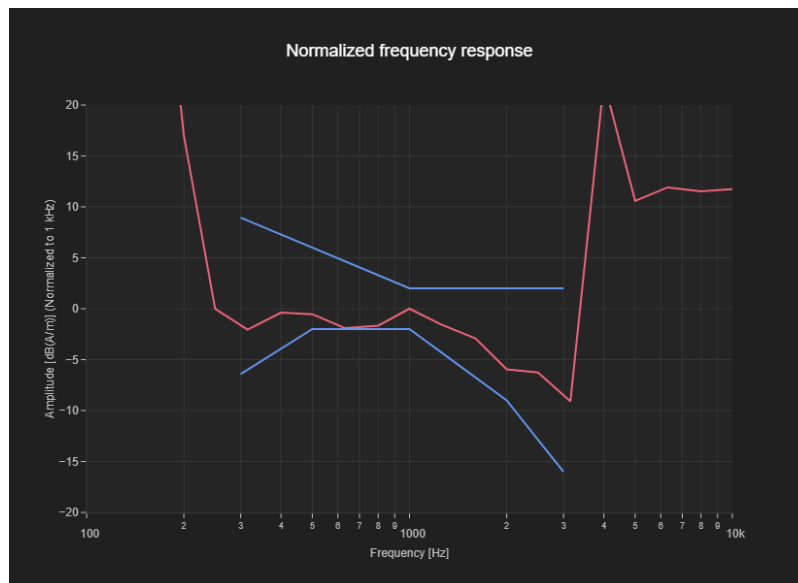 Normalized frequency response
Amplitude [dB(A/m)] (Normalized to 1 kHz)
20
15
10
5
0
−5
−10
−15
−20
100 2 3 4 5 6 7 8 9 1000 2 3 4 5 6 7 8 9 10k
Frequency [Hz]